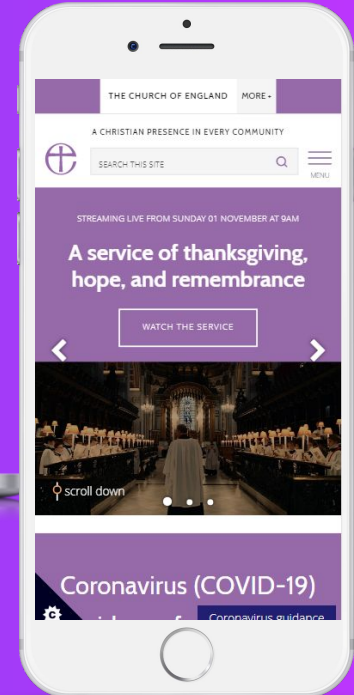 THE CHURCH OF ENGLAND MORE
A CHRISTIAN PRESENCE IN EVERY COMMUNITY
SEARCH THIS SITE
MENU
STREAMING LIVE FROM SUNDAY 01 NOVEMBER AT 9AM
A service of thanksgiving,
hope, and remembrance
WATCH THE SERVICE
scroll down
Coronavirus (COVID-19)
Coronavirus guidance
C